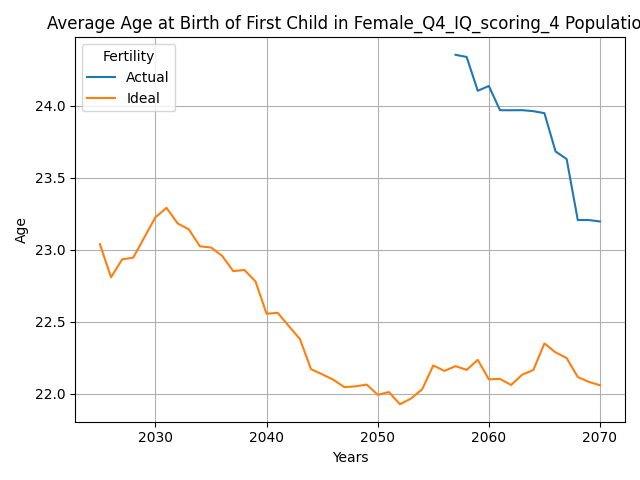 Average Age at Birth of First Child in Female_Q4_IQ_scoring_4 Populatio
Fertility
Actual
Ideal
24.0
23.5
23.0
22.5
22.0
Age
2030 2040 2050 2060 2070
Years